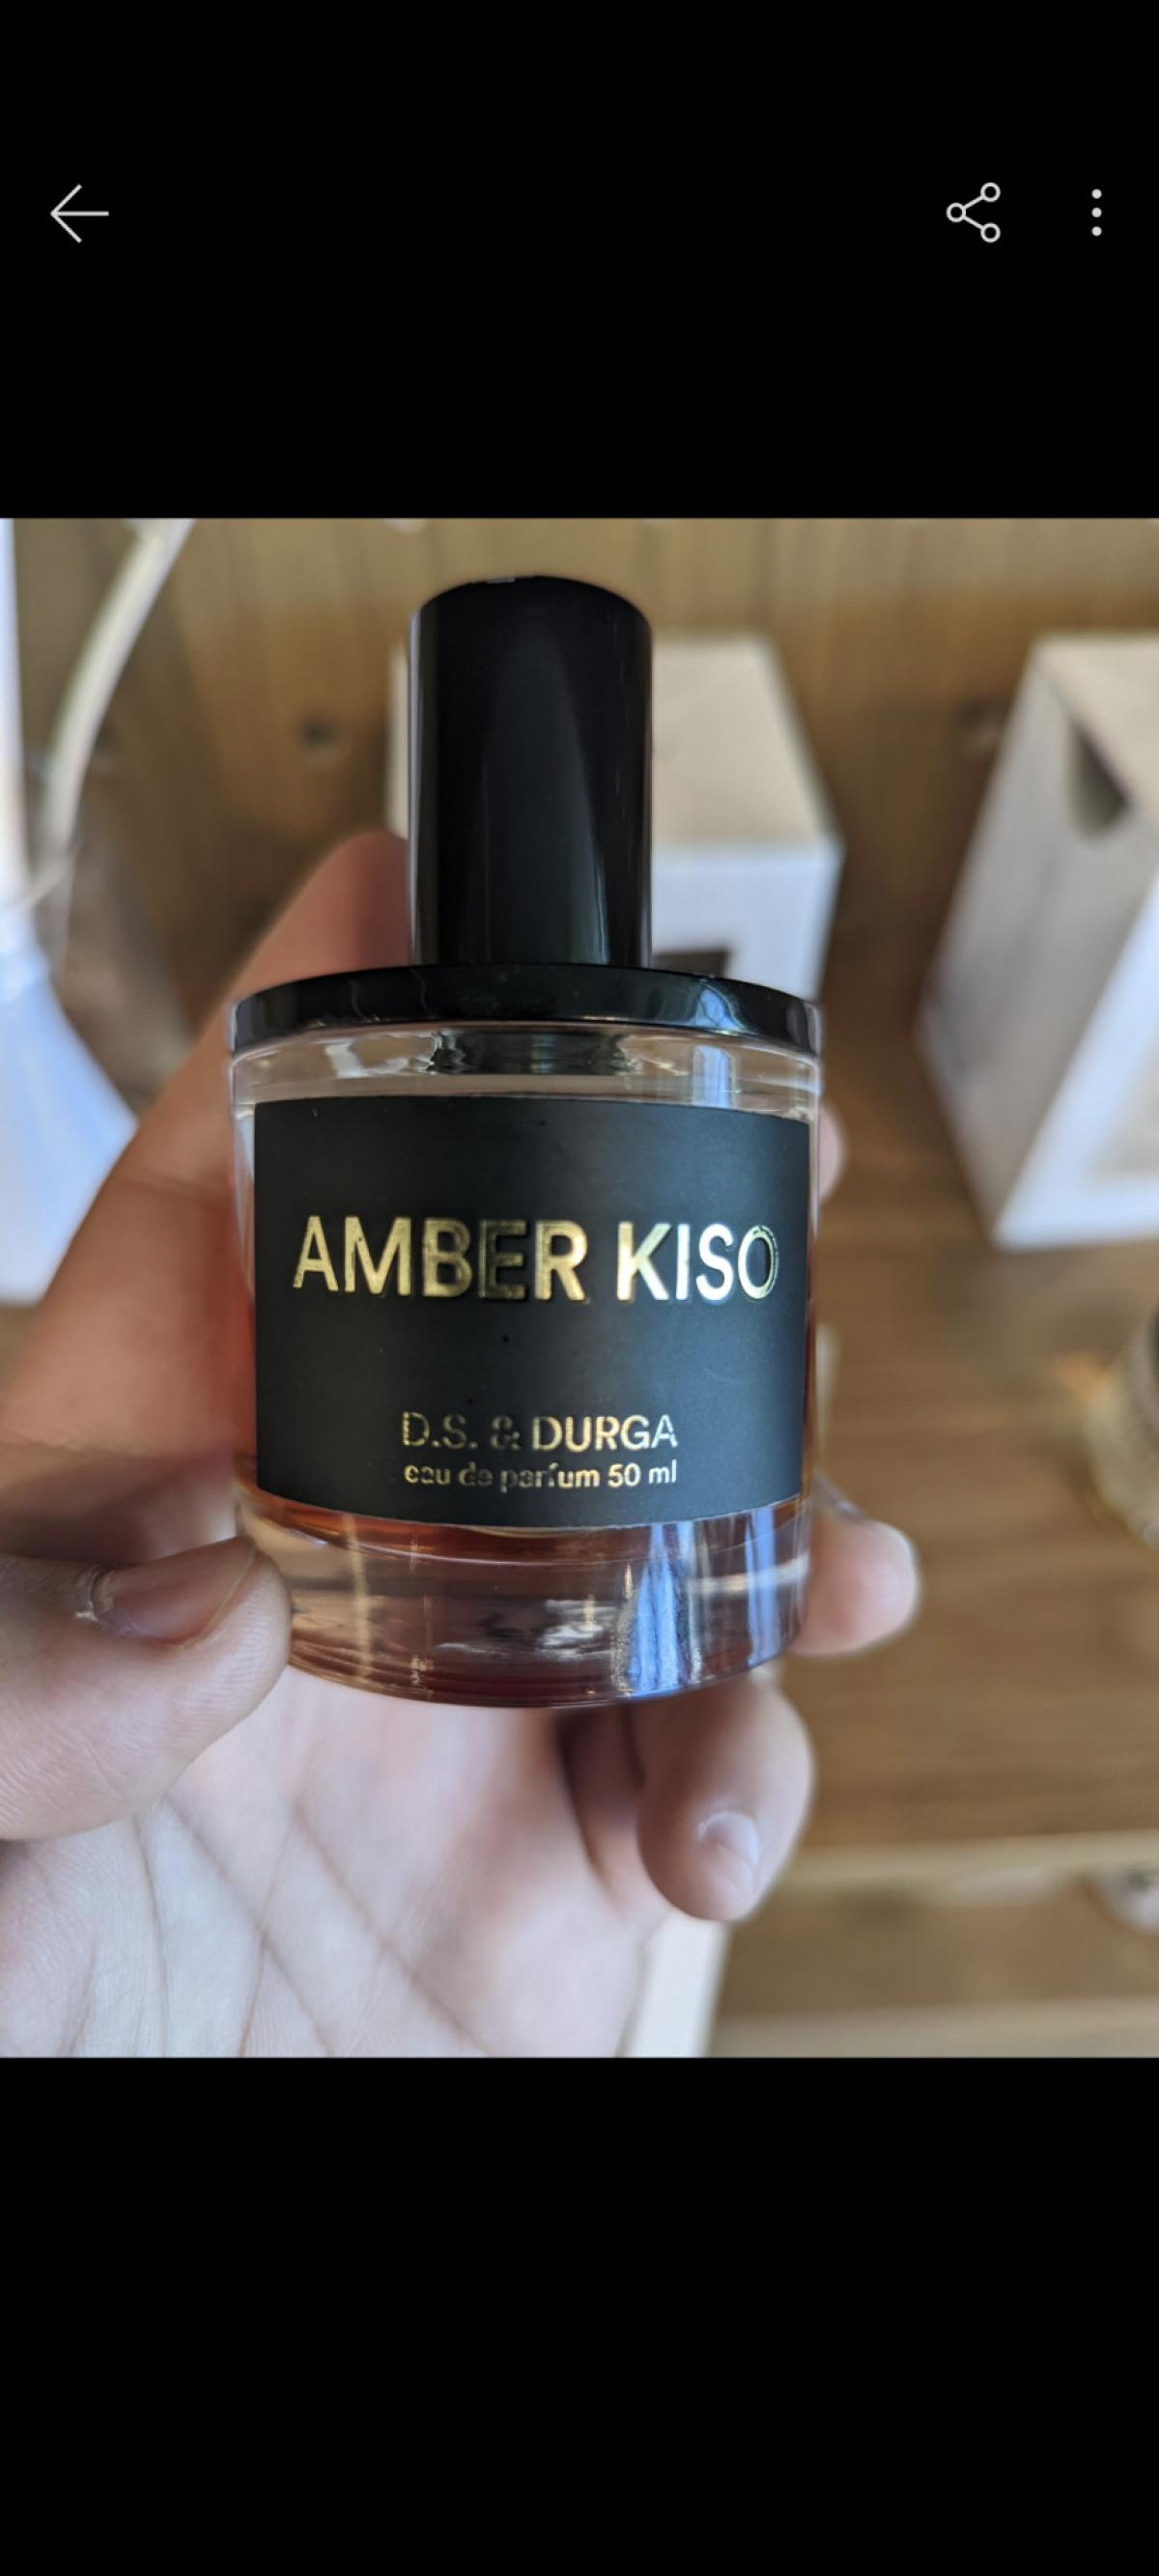 AMBER KISO
D.S. & DURGA
eau de parfum 50 ml